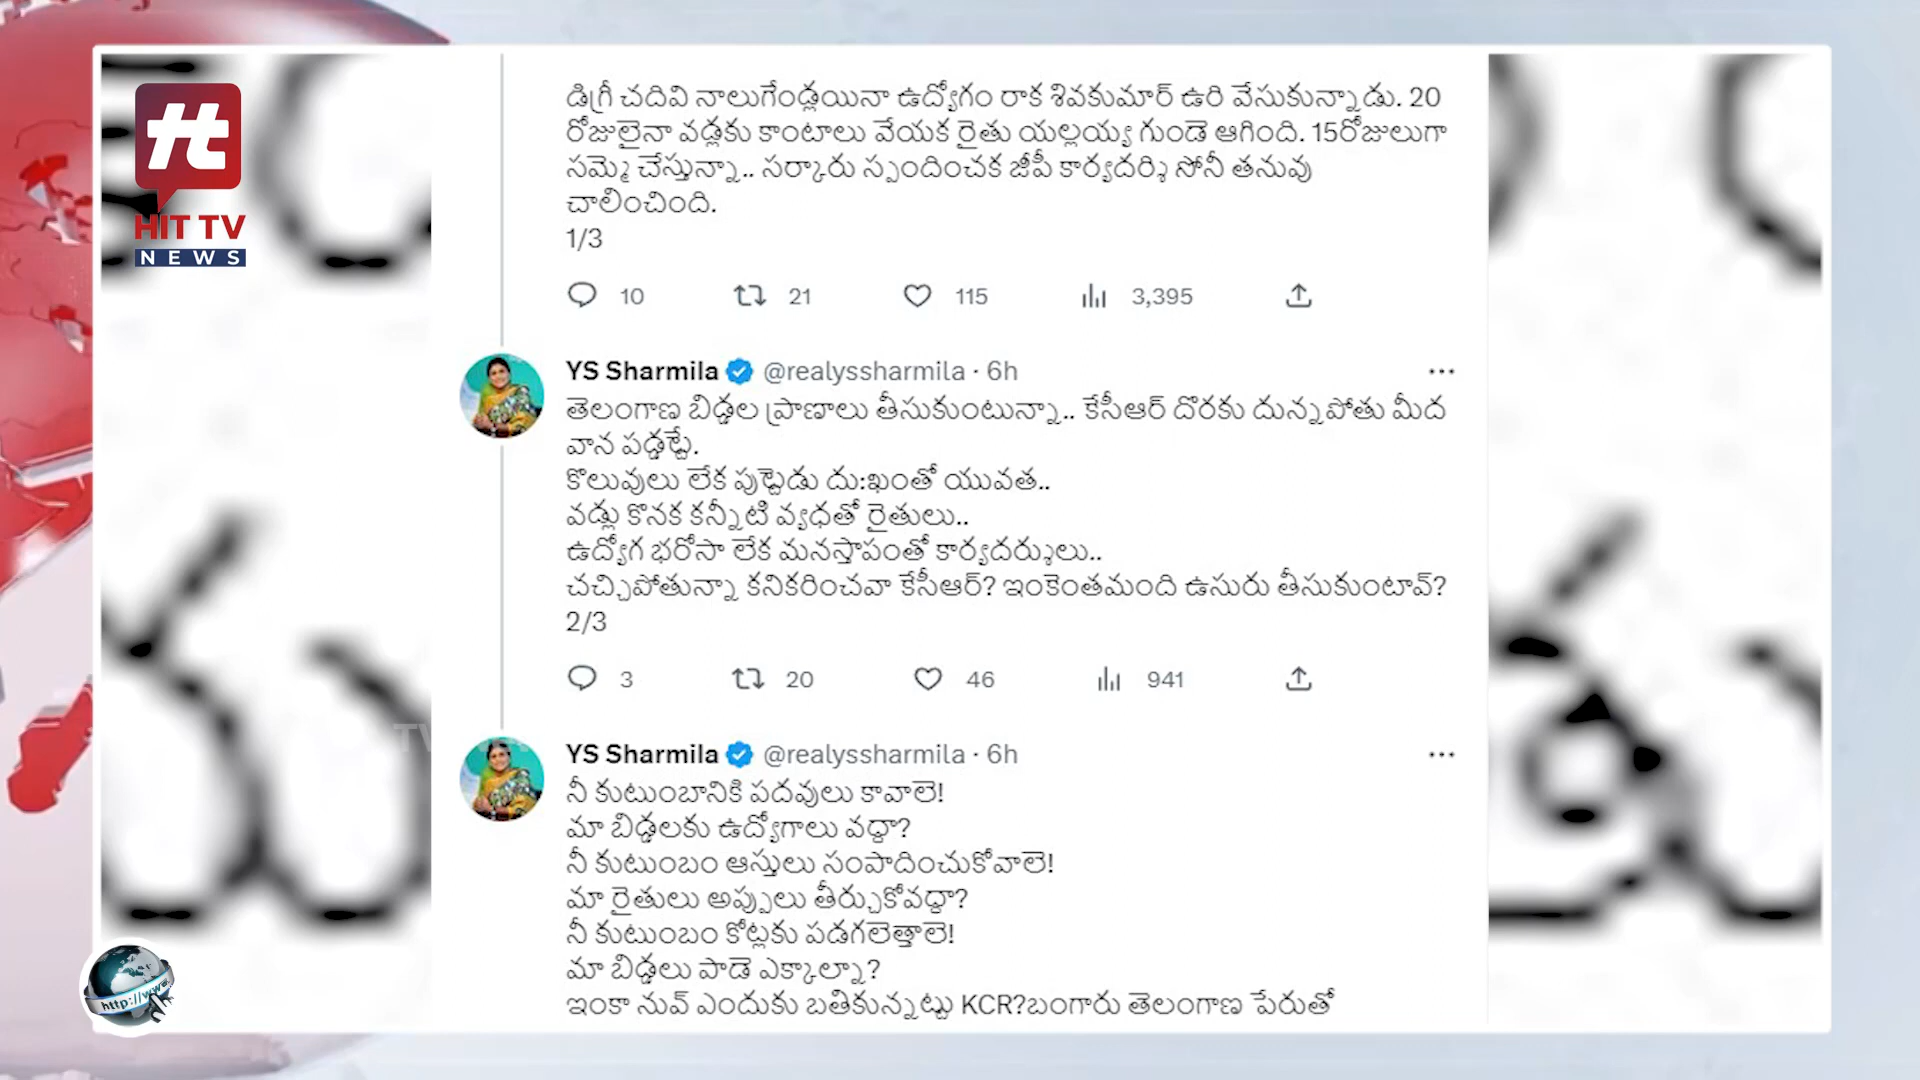 HIT TV
NEWS
డిగ్రీ చదివి నాలుగేండ్లయినా ఉద్యోగం రాక శివకుమార్ ఉరి వేసుకున్నాడు. 20
రోజులైనా వడ్లకు కాంటాలు వేయక రైతు యల్లయ్య గుండె ఆగింది. 15రోజులుగా
సమ్మె చేస్తున్నా.. సర్కారు స్పందించక జీపీ కార్యదర్శి సోనీ తనువు
చాలించింది.
1/3
10 21 115 3,395
YS Sharmila @realyssharmila · 6h
తెలంగాణ బిడ్డల ప్రాణాలు తీసుకుంటున్నా.. కేసీఆర్ దొరకు దున్నపోతు మీద
వాన పడ్డట్టే.
కొలువులు లేక పుట్టెడు దు:ఖంతో యువత..
వడ్లు కొనక కన్నీటి వ్యధతో రైతులు..
ఉద్యోగ భరోసా లేక మనస్తాపంతో కార్యదర్శులు..
చచ్చిపోతున్నా కనికరించవా కేసీఆర్? ఇంకెంతమంది ఉసురు తీసుకుంటావ్?
2/3
3 20 46 941
YS Sharmila @realyssharmila · 6h
నీ కుటుంబానికి పదవులు కావాలె!
మా బిడ్డలకు ఉద్యోగాలు వద్దా?
నీ కుటుంబం ఆస్తులు సంపాదించుకోవాలె!
మా రైతులు అప్పులు తీర్చుకోవద్దా?
నీ కుటుంబం కోట్లకు పడగలెత్తాలె!
మా బిడ్డలు పాడె ఎక్కాల్నా?
ఇంకా నువ్ ఎందుకు బతికున్నట్టు KCR?బంగారు తెలంగాణ పేరుతో
http://www